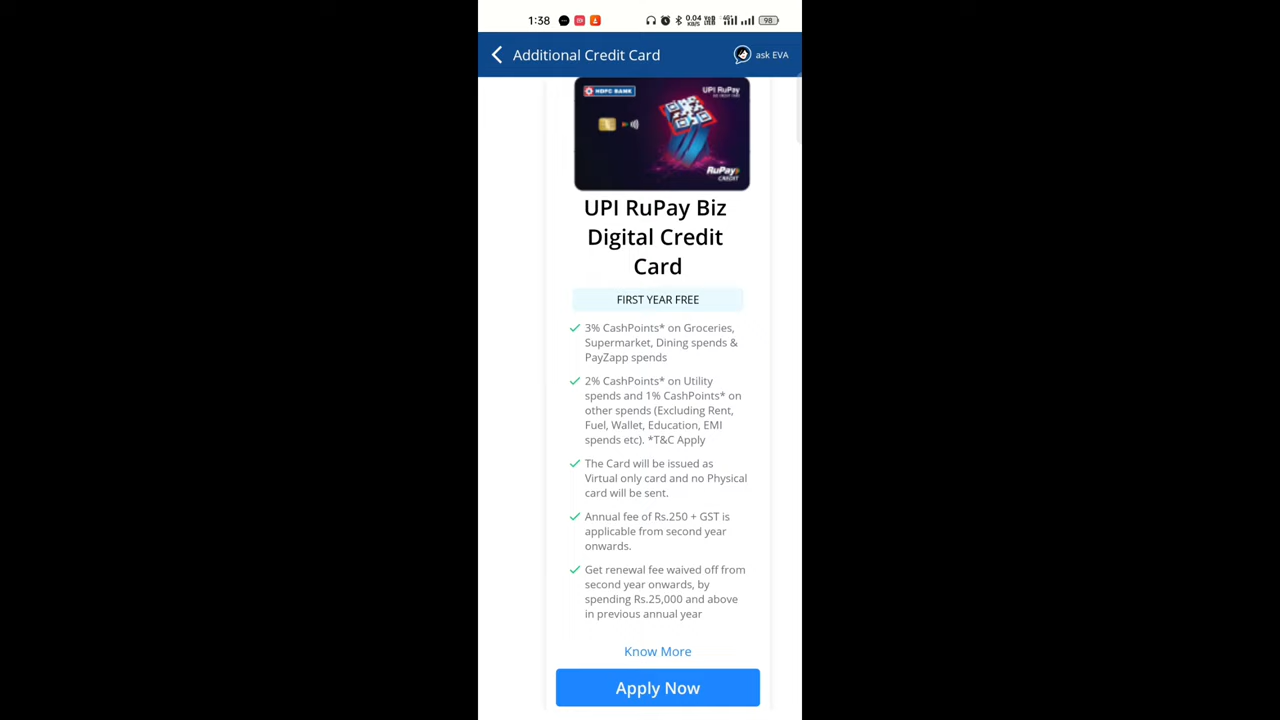 1:38
0.04
KB/S
98
Additional Credit Card
ask EVA
HDFC BANK
UPI RuPay
RuPay
CREDIT
UPI RuPay Biz
Digital Credit
Card
FIRST YEAR FREE
3% CashPoints* on Groceries,
Supermarket, Dining spends &
PayZapp spends
2% CashPoints* on Utility
spends and 1% CashPoints* on
other spends (Excluding Rent,
Fuel, Wallet, Education, EMI
spends etc). *T&C Apply
The Card will be issued as
Virtual only card and no Physical
card will be sent.
Annual fee of Rs.250 + GST is
applicable from second year
onwards.
Get renewal fee waived off from
second year onwards, by
spending Rs.25,000 and above
in previous annual year
Know More
Apply Now